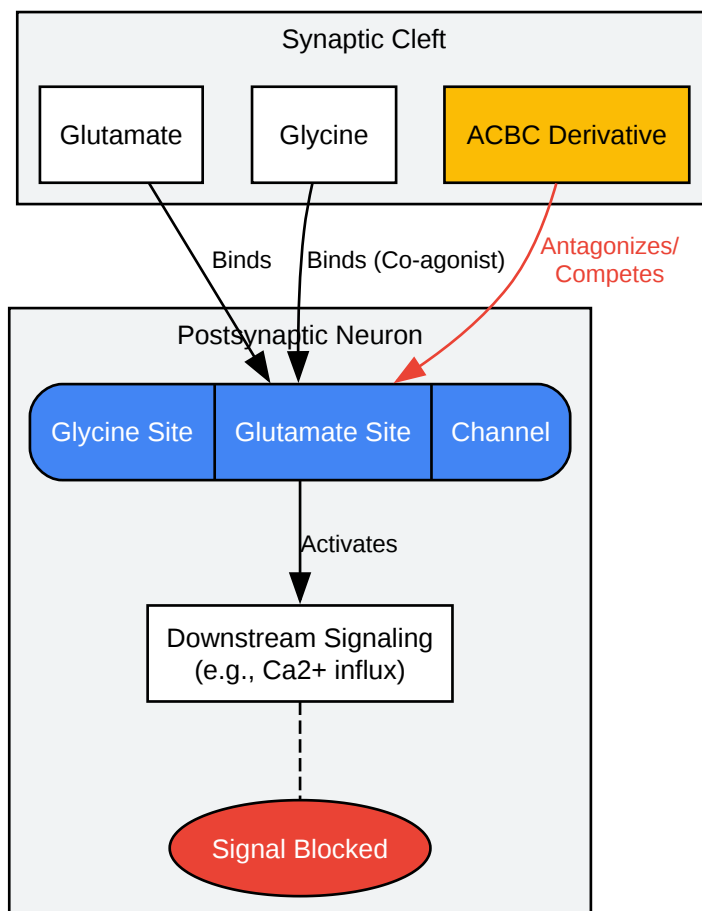 Synaptic Cleft
Glutamate
Glycine
ACBC Derivative
Binds
Binds (Co-agonist)
Antagonizes/
Competes
Postsynaptic Neuron
Glycine Site
Glutamate Site
Channel
Activates
Downstream Signaling
(e.g., Ca2+ influx)
Signal Blocked